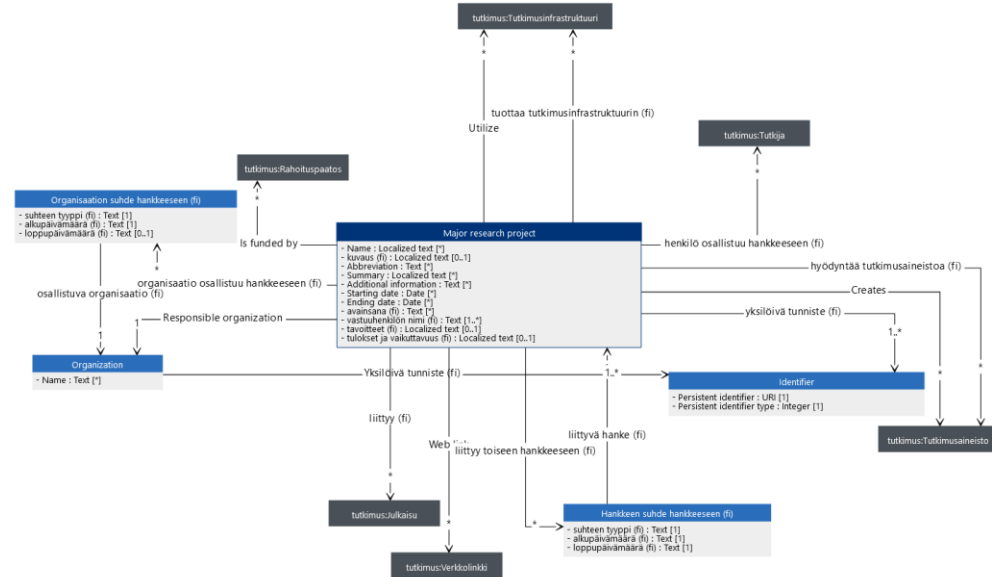 tutkimus:Tutkimusinfrastruktuuri
*
*
tuottaa tutkimusinfrastruktuurin (fi)
Utilize
tutkimus:Tutkija
*
tutkimus:Rahoituspaatos
*
Organisaation suhde hankkeeseen (fi)
- suhteen tyyppi (fi) : Text [1]
- alkupäivämäärä (fi) : Text [1]
- loppupäivämäärä (fi) : Text [0..1]
*
Major research project
- Name : Localized text [*]
- kuvaus (fi) : Localized text [0..1]
- Abbreviation : Text [*]
- Summary : Localized text [*]
- Additional information : Text [*]
- Starting date : Date [*]
- Ending date : Date [*]
- avainsana (fi) : Text [*]
- vastuuhenkilön nimi (fi) : Text [1..*]
- tavoitteet (fi) : Localized text [0..1]
- tulokset ja vaikuttavuus (fi) : Localized text [0..1]
Is funded by
henkilö osallistuu hankkeeseen (fi)
hyödyntää tutkimusaineistoa (fi)
organisaatio osallistuu hankkeeseen (fi)
osallistuva organisaatio (fi)
Creates
Responsible organization
yksilöivä tunniste (fi)
1
1
1..*
Organization
- Name : Text [*]
Yksilöivä tunniste (fi)
1..*
Identifier
- Persistent identifier : URI [1]
- Persistent identifier type : Integer [1]
*
*
liittyy (fi)
liittyvä hanke (fi)
tutkimus:Tutkimusaineisto
Web link
liittyy toiseen hankkeeseen (fi)
*
tutkimus:Julkaisu
*
*
Hankkeen suhde hankkeeseen (fi)
- suhteen tyyppi (fi) : Text [1]
- alkupäivämäärä (fi) : Text [1]
- loppupäivämäärä (fi) : Text [1]
tutkimus:Verkkolinkki